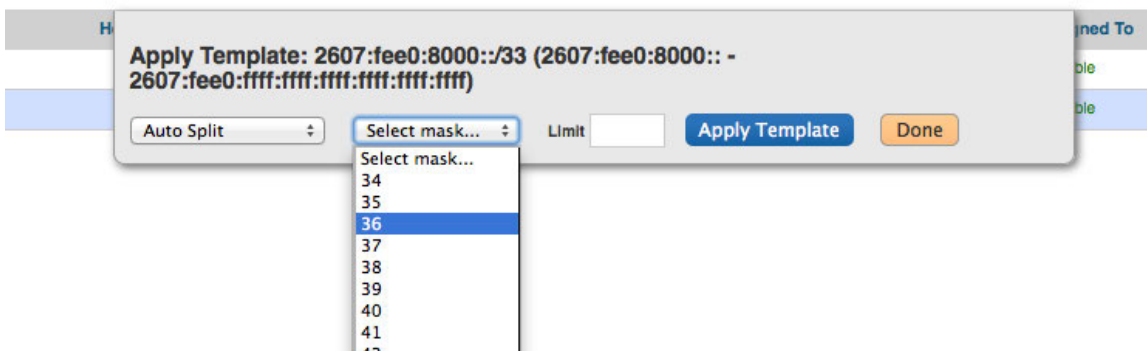 Apply Template: 2607:fee0:8000::/33 (2607:fee0:8000:: -
2607:fee0:ffff:ffff:ffff:ffff:ffff:ffff)
Auto Split Select mask... Limit Apply Template Done
Select mask...
34
35
36
37
38
39
40
41